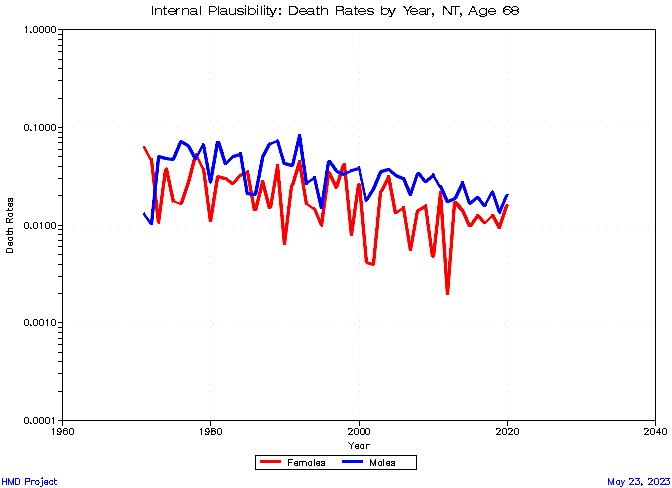 Internal Plausibility: Death Rates by Year, NT, Age 68
1.0000
0.1000
0.0100
0.0010
0.0001
Death Rates
1960
1980
2000
2020
2040
Year
Females
Males
HMD Project
May 23, 2023